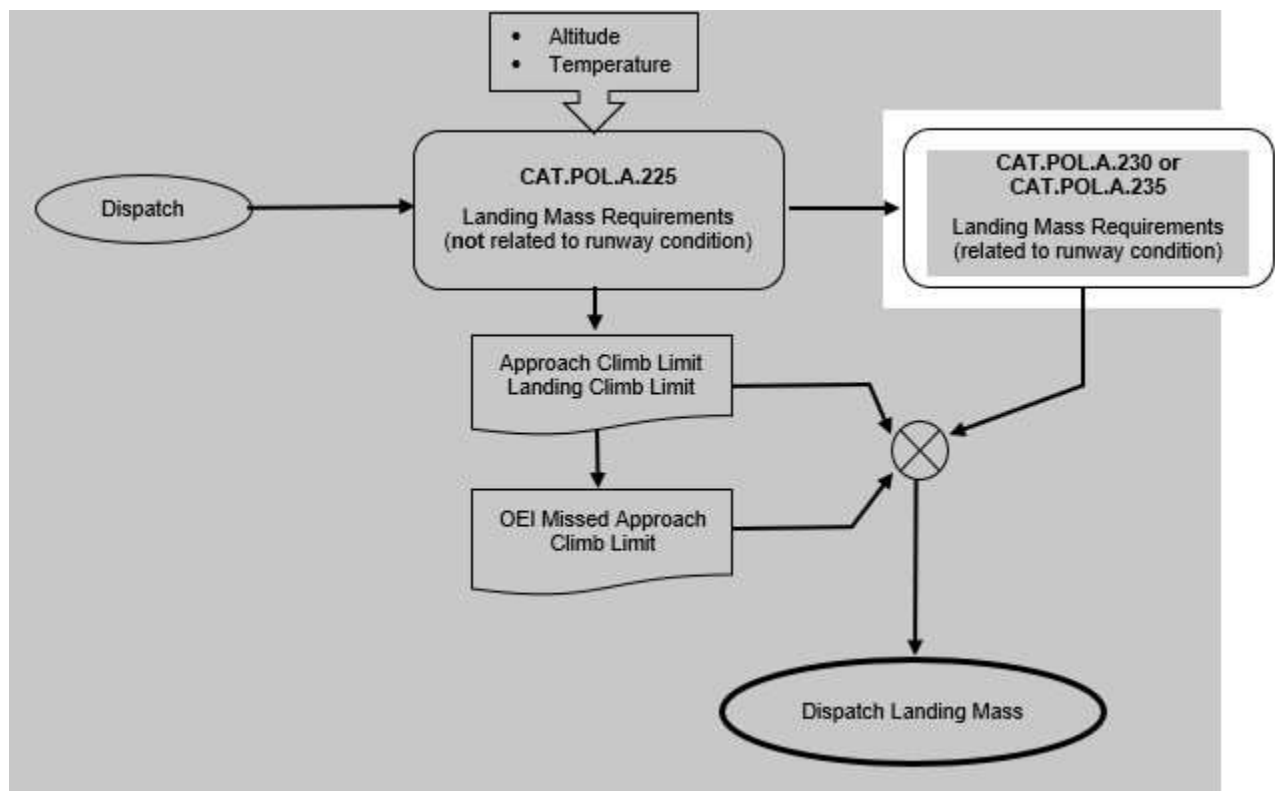 • Altitude
• Temperature
CAT.POL.A.225
Landing Mass Requirements
(not related to runway condition)
CAT.POL.A.230 or
CAT.POL.A.235
Landing Mass Requirements
(related to runway condition)
Dispatch
Approach Climb Limit
Landing Climb Limit
OEI Missed Approach
Climb Limit
Dispatch Landing Mass